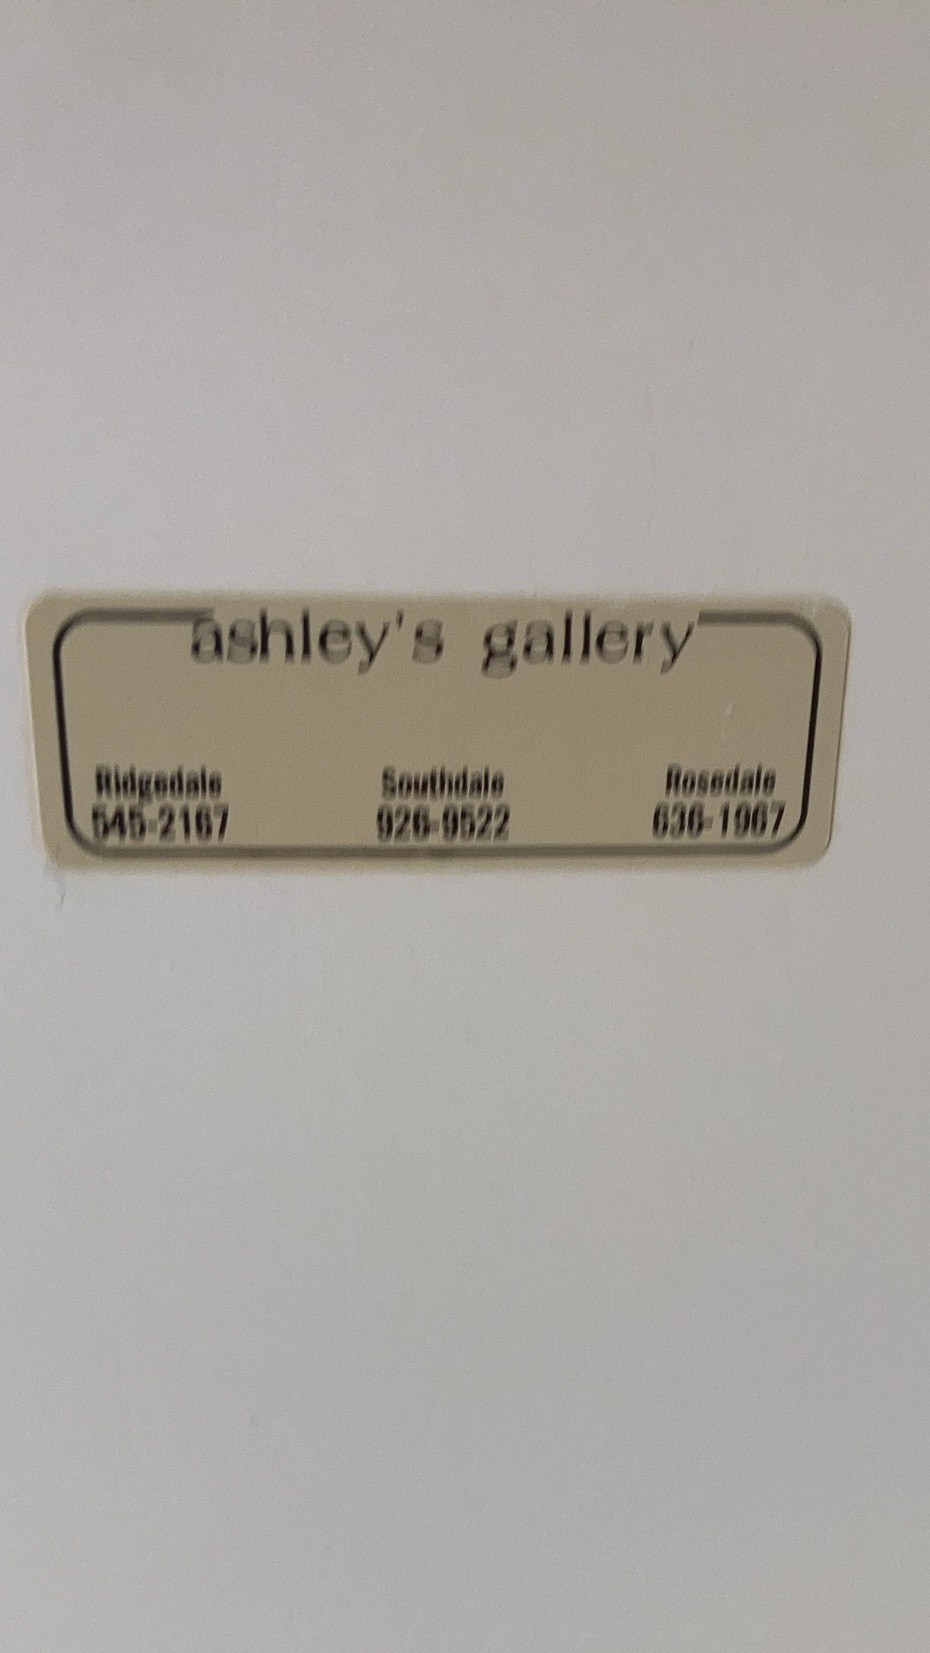 ashley's gallery
Ridgedale Southdale Rosedale
545-2167 926-9522 636-1967